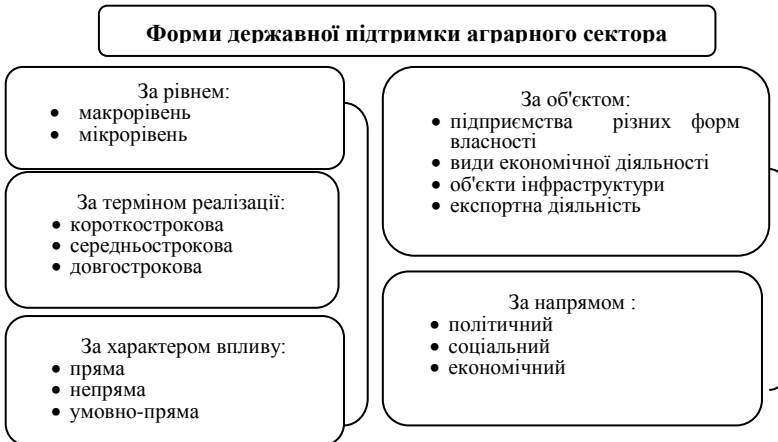 Форми державної підтримки аграрного сектора
За рівнем:
• макрорівень
• мікрорівень
За терміном реалізації:
• короткострокова
• середньострокова
• довгострокова
За характером впливу:
• пряма
• непряма
• умовно-пряма
За об'єктом:
• підприємства різних форм
власності
• види економічної діяльності
• об'єкти інфраструктури
• експортна діяльність
За напрямом :
• політичний
• соціальний
• економічний